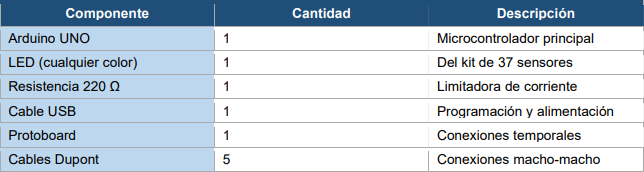 Componente Cantidad Descripción
Arduino UNO 1 Microcontrolador principal
LED (cualquier color) 1 Del kit de 37 sensores
Resistencia 220 Ω 1 Limitadora de corriente
Cable USB 1 Programación y alimentación
Protoboard 1 Conexiones temporales
Cables Dupont 5 Conexiones macho-macho